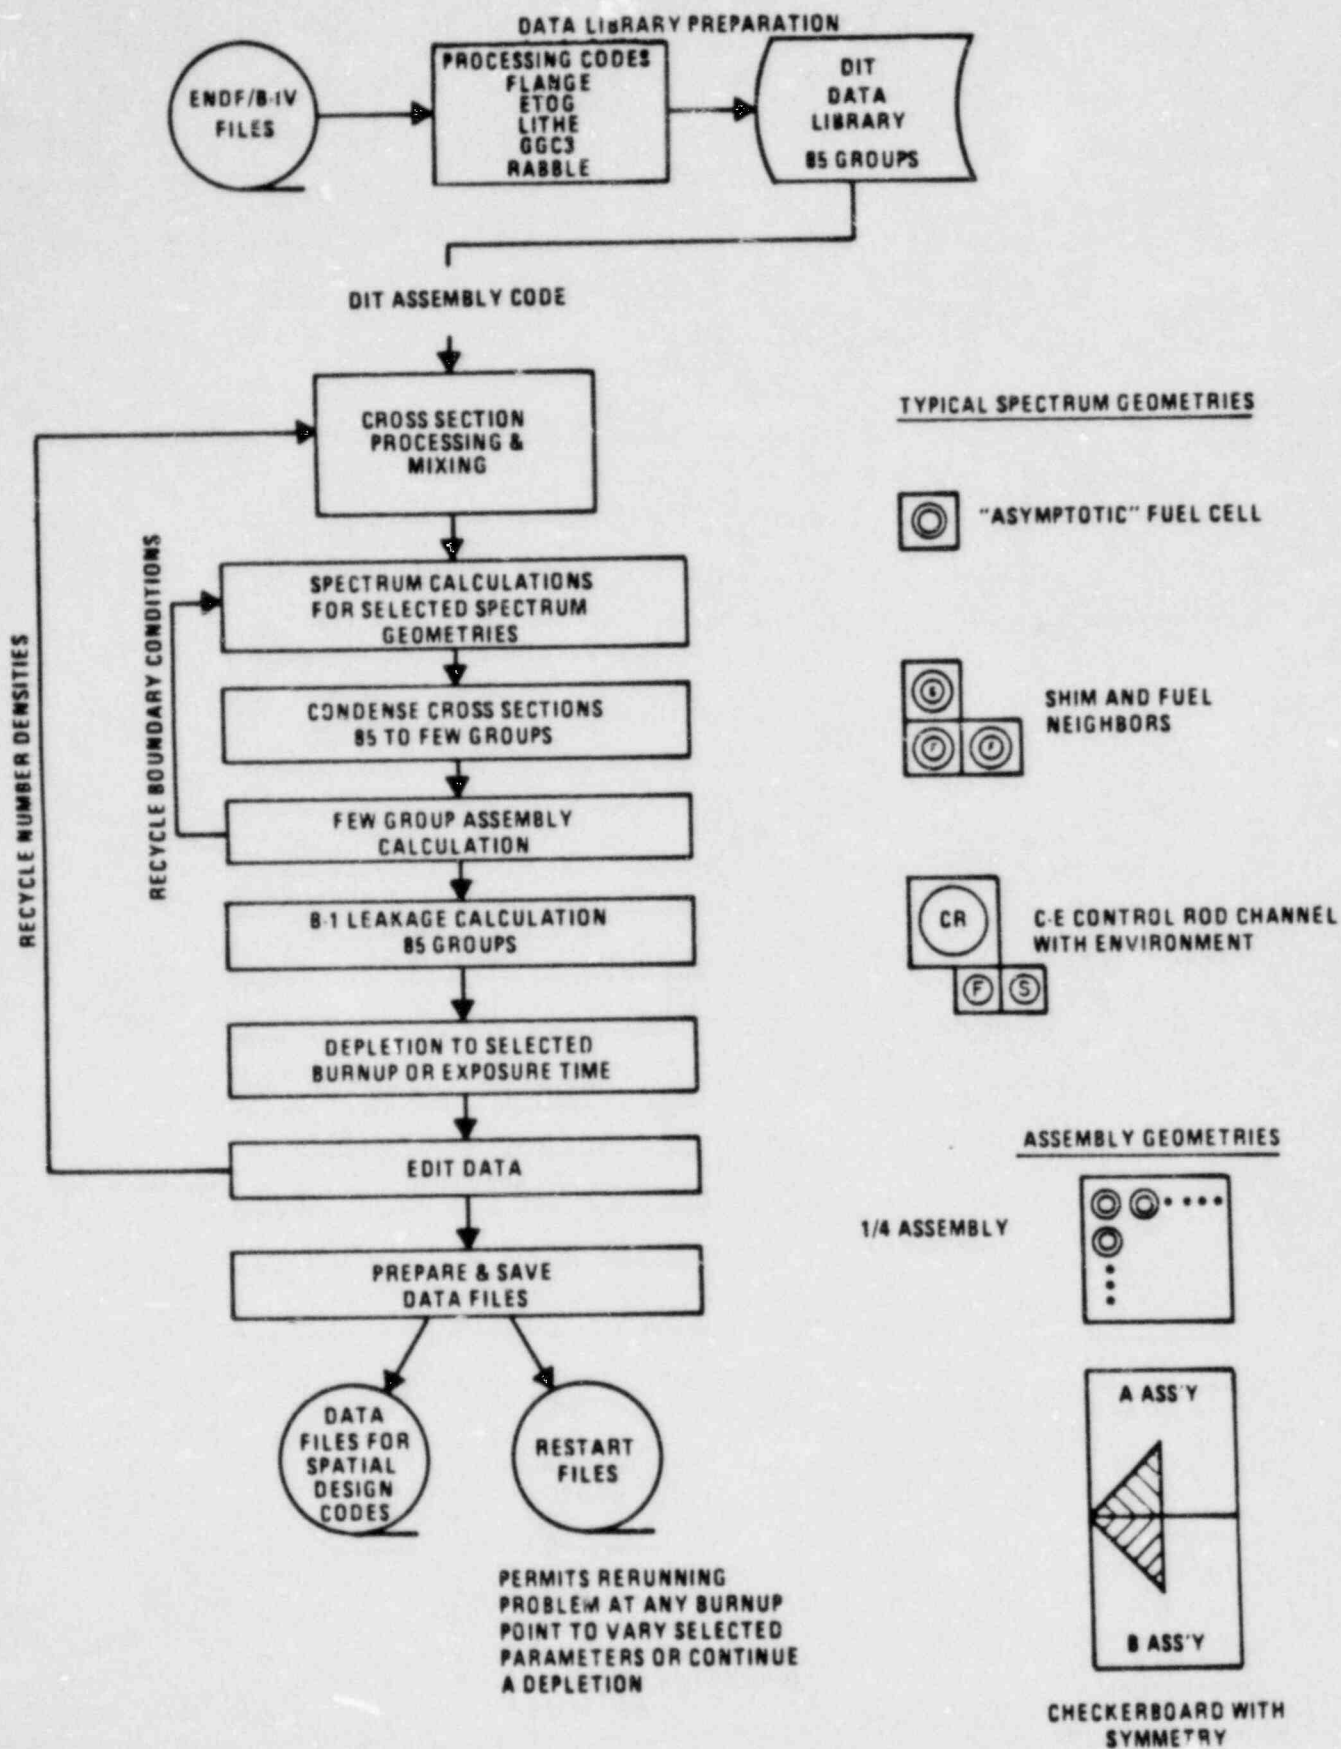 DATA LIBRARY PREPARATION
ENDF/B-IV
FILES
PROCESSING CODES
FLANGE
ETOG
LITHE
GGC3
RABBLE
DIT
DATA
LIBRARY
85 GROUPS
DIT ASSEMBLY CODE
CROSS SECTION
PROCESSING &
MIXING
RECYCLE NUMBER DENSITIES
RECYCLE BOUNDARY CONDITIONS
SPECTRUM CALCULATIONS
FOR SELECTED SPECTRUM
GEOMETRIES
CONDENSE CROSS SECTIONS
85 TO FEW GROUPS
FEW GROUP ASSEMBLY
CALCULATION
B-1 LEAKAGE CALCULATION
85 GROUPS
DEPLETION TO SELECTED
BURNUP OR EXPOSURE TIME
EDIT DATA
PREPARE & SAVE
DATA FILES
DATA
FILES FOR
SPATIAL
DESIGN
CODES
RESTART
FILES
PERMITS RERUNNING
PROBLEM AT ANY BURNUP
POINT TO VARY SELECTED
PARAMETERS OR CONTINUE
A DEPLETION
TYPICAL SPECTRUM GEOMETRIES
"ASYMPTOTIC" FUEL CELL
SHIM AND FUEL
NEIGHBORS
CR
F S
C-E CONTROL ROD CHANNEL
WITH ENVIRONMENT
ASSEMBLY GEOMETRIES
1/4 ASSEMBLY
A ASS'Y
B ASS'Y
CHECKERBOARD WITH
SYMMETRY